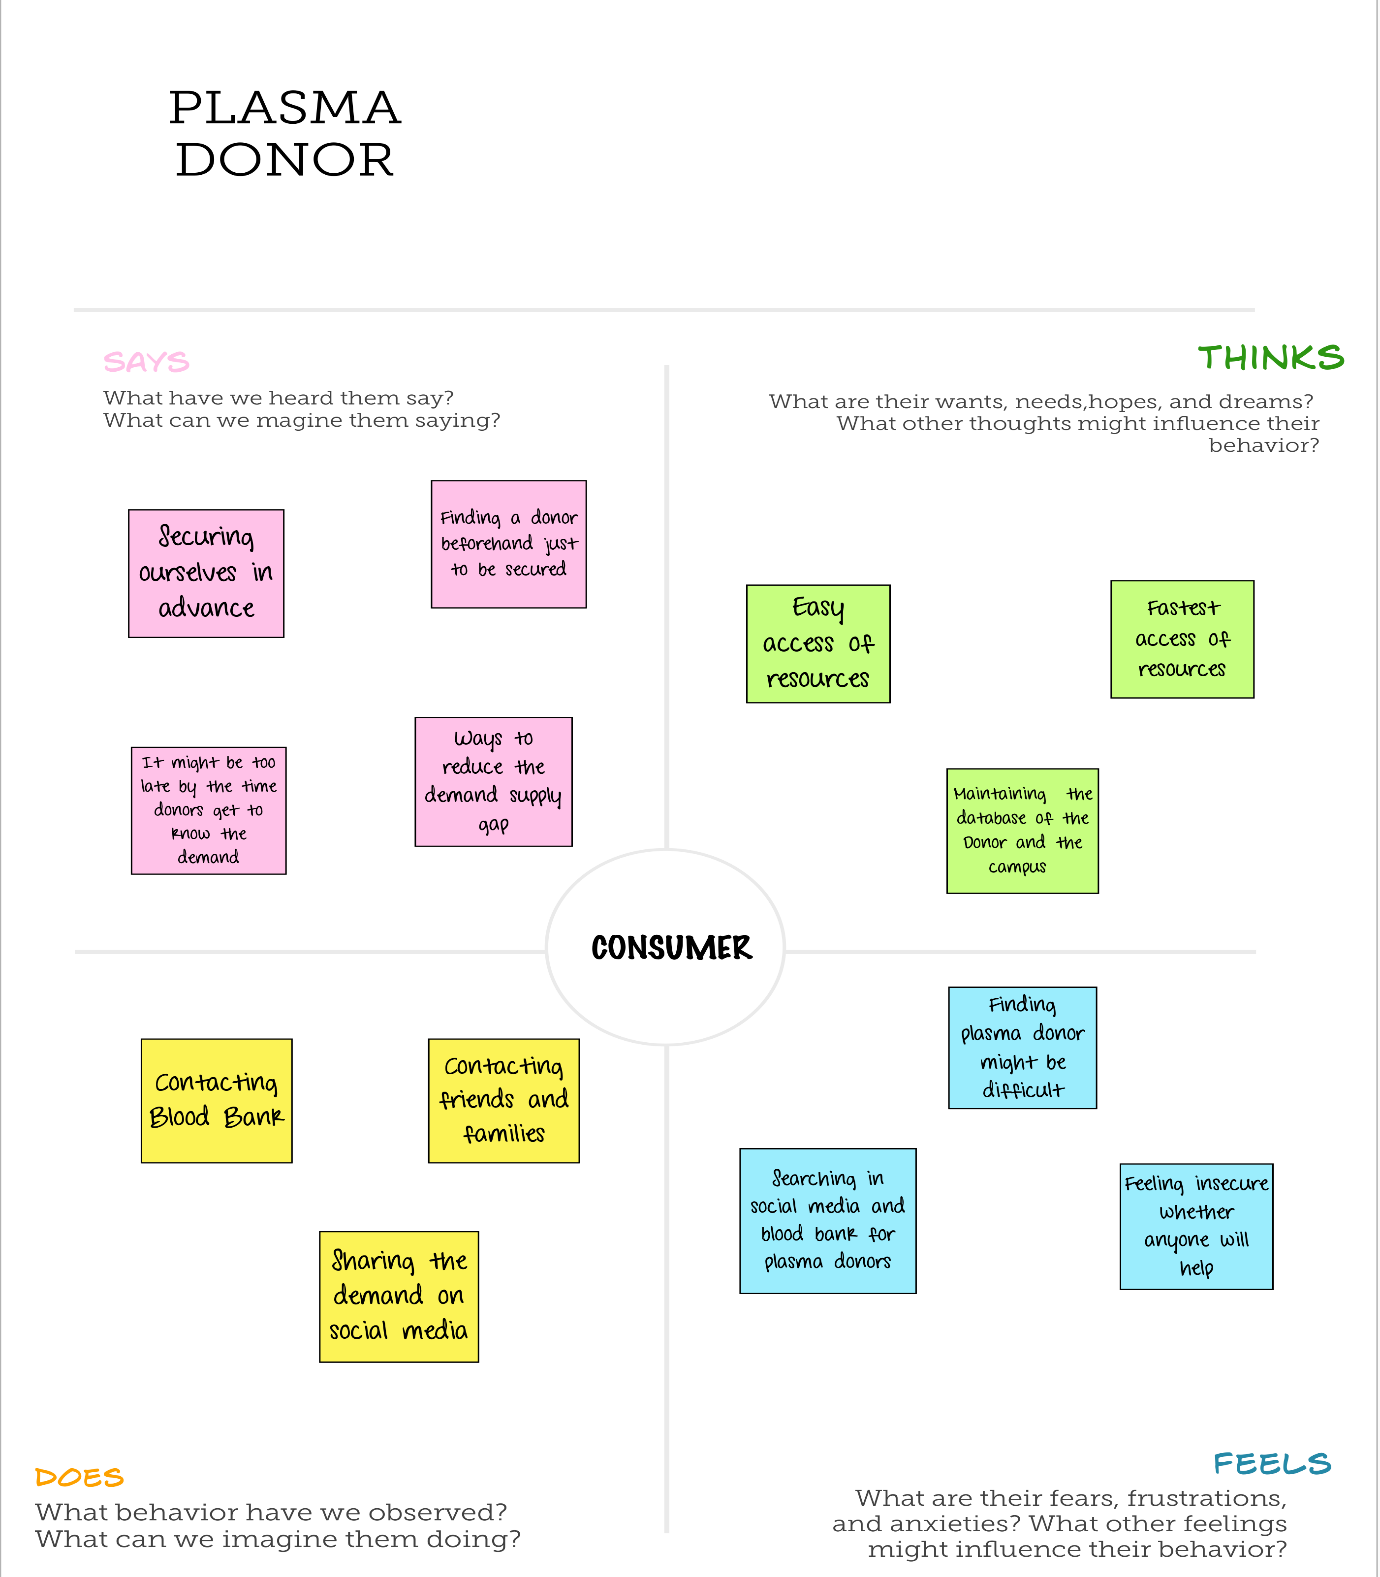 PLASMA
DONOR
SAYS
What have we heard them say?
What can we magine them saying?
THINKS
What are their wants, needs,hopes, and dreams?
What other thoughts might influence their
behavior?
Securing
ourselves in
advance
Finding a donor
beforehand just
to be secured
It might be too
late by the time
donors get to
know the
demand
Ways to
reduce the
demand supply
gap
Easy
access of
resources
Fastest
access of
resources
Maintaining the
database of the
Donor and the
campus
CONSUMER
Contacting
Blood Bank
Contacting
friends and
families
Sharing the
demand on
social media
Finding
plasma donor
might be
difficult
Searching in
social media and
blood bank for
plasma donors
Feeling insecure
whether
anyone will
help
DOES
What behavior have we observed?
What can we imagine them doing?
FEELS
What are their fears, frustrations,
and anxieties? What other feelings
might influence their behavior?